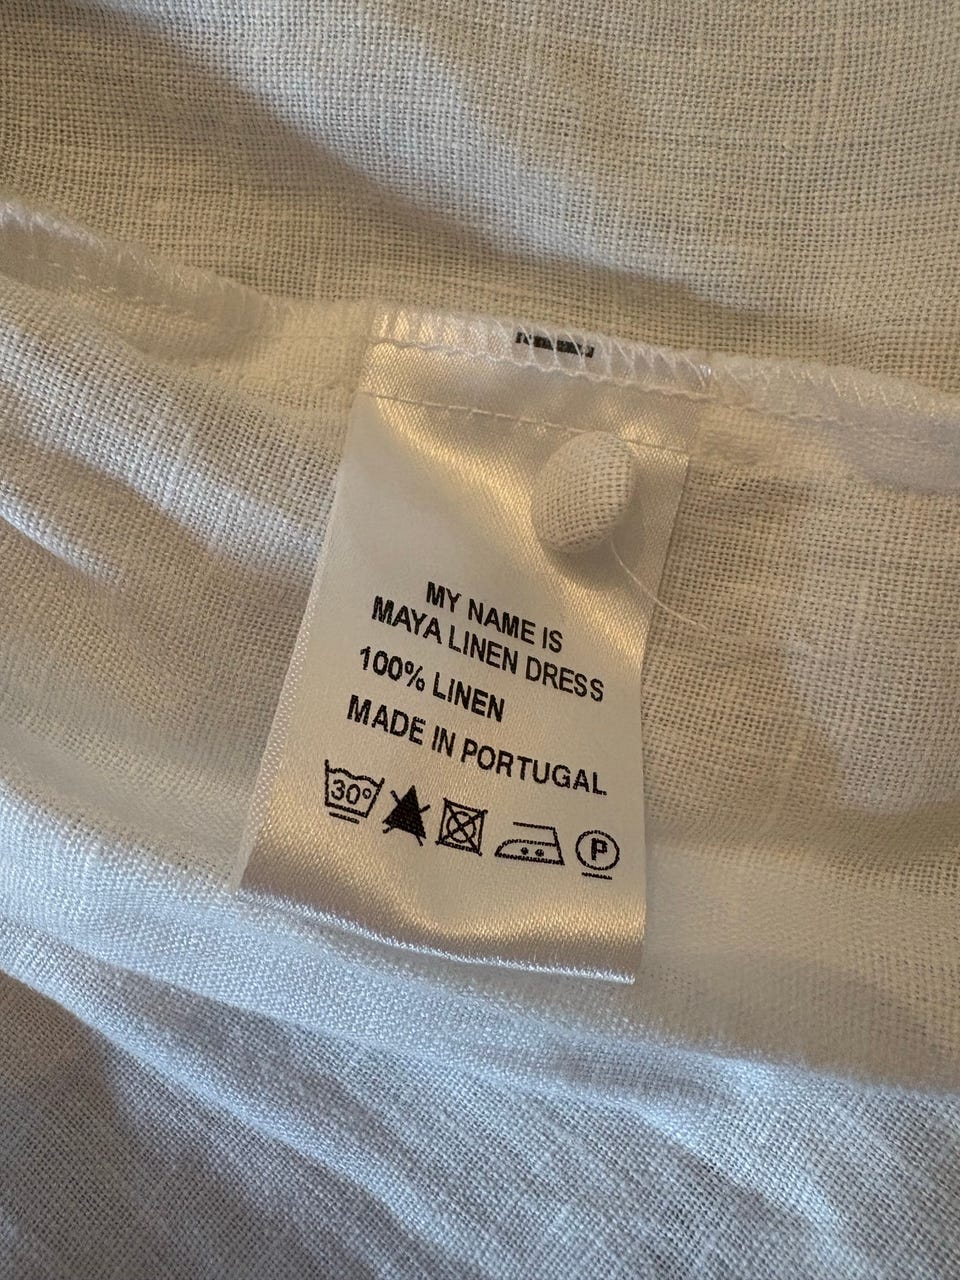 MY NAME IS
MAYA LINEN DRESS
100% LINEN
MADE IN PORTUGAL
30°
P